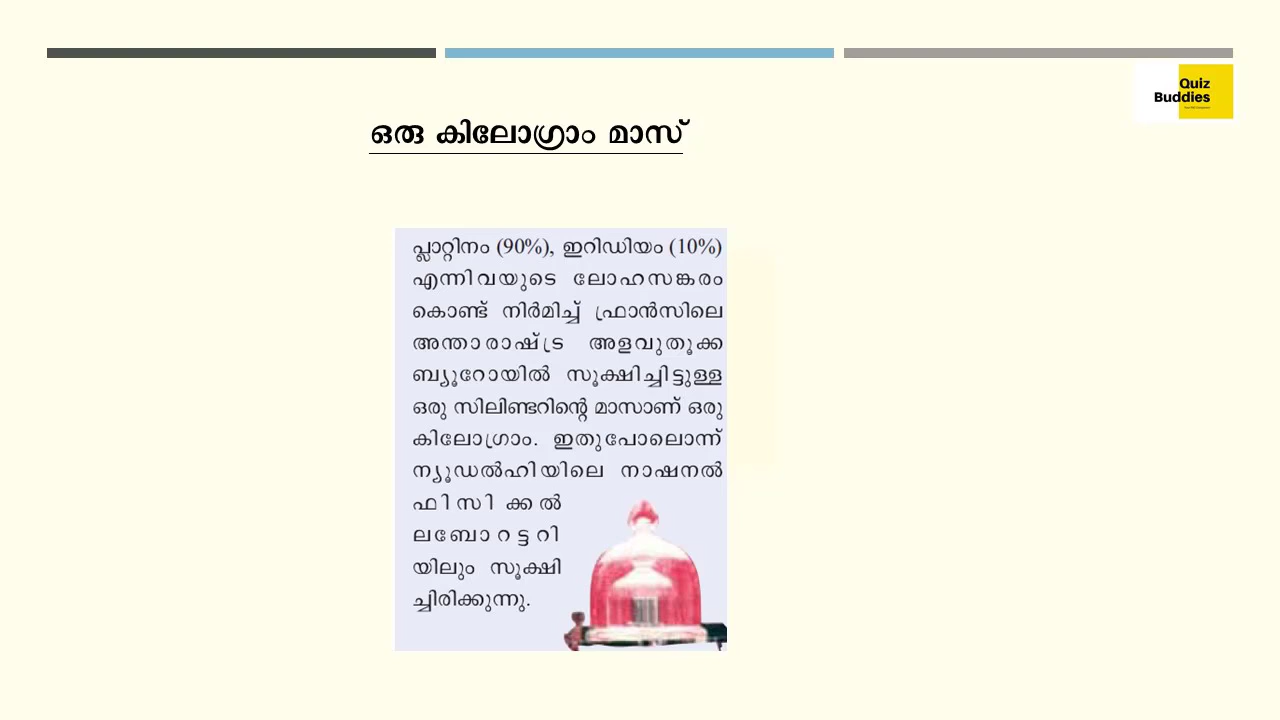 Quiz
Buddies
ഒരു കിലോഗ്രാം മാസ്
പ്ലാറ്റിനം (90%), ഇറിഡിയം (10%)
എന്നിവയുടെ ലോഹസങ്കരം
കൊണ്ട് നിർമിച്ച് ഫ്രാൻസിലെ
അന്താരാഷ്ട്ര അളവുതൂക്ക
ബ്യൂറോയിൽ സൂക്ഷിച്ചിട്ടുള്ള
ഒരു സിലിണ്ടറിന്റെ മാസാണ് ഒരു
കിലോഗ്രാം. ഇതുപോലൊന്ന്
ന്യൂഡൽഹിയിലെ നാഷനൽ
ഫിസിക്കൽ
ലബോറട്ടറി
യിലും സൂക്ഷി
ച്ചിരിക്കുന്നു.